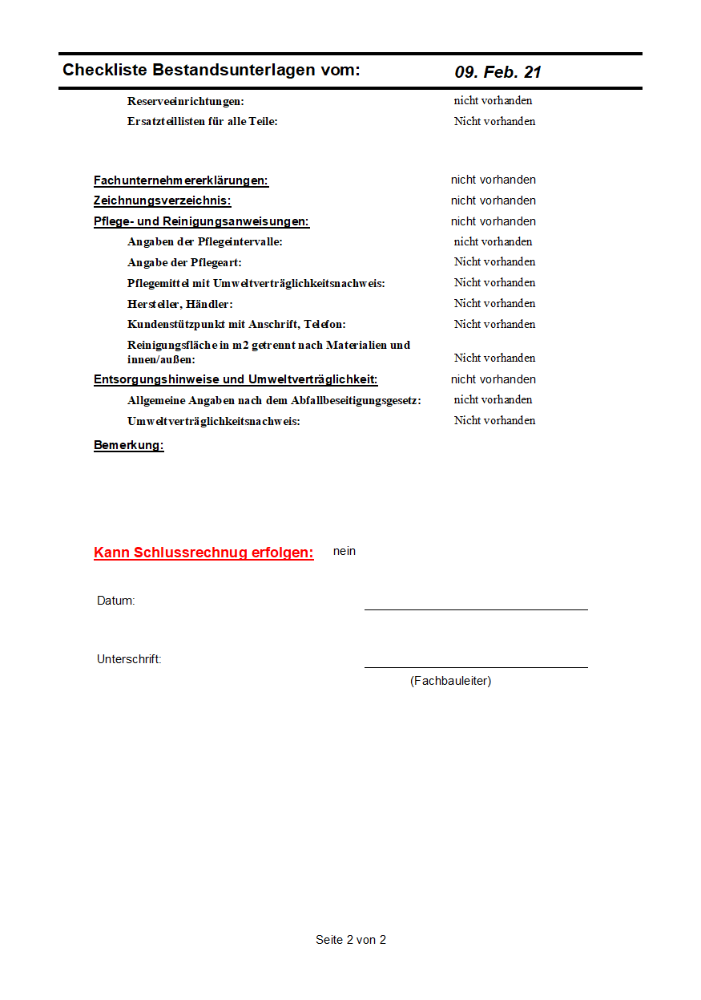 Checkliste Bestandsunterlagen vom: 09. Feb. 21
Reserveeinrichtungen: nicht vorhanden
Ersatzteillisten für alle Teile: Nicht vorhanden
Fachunternehmererklärungen: nicht vorhanden
Zeichnungsverzeichnis: nicht vorhanden
Pflege- und Reinigungsanweisungen: nicht vorhanden
Angaben der Pflegeintervalle: nicht vorhanden
Angabe der Pflegeart: Nicht vorhanden
Pflegemittel mit Umweltverträglichkeitsnachweis: Nicht vorhanden
Hersteller, Händler: Nicht vorhanden
Kundenstützpunkt mit Anschrift, Telefon: Nicht vorhanden
Reinigungsfläche in m2 getrennt nach Materialien und
innen/außen: Nicht vorhanden
Entsorgungshinweise und Umweltverträglichkeit: nicht vorhanden
Allgemeine Angaben nach dem Abfallbeseitigungsgesetz: nicht vorhanden
Umweltverträglichkeitsnachweis: Nicht vorhanden
Bemerkung:
Kann Schlussrechnug erfolgen: nein
Datum:
Unterschrift:
(Fachbauleiter)
Seite 2 von 2